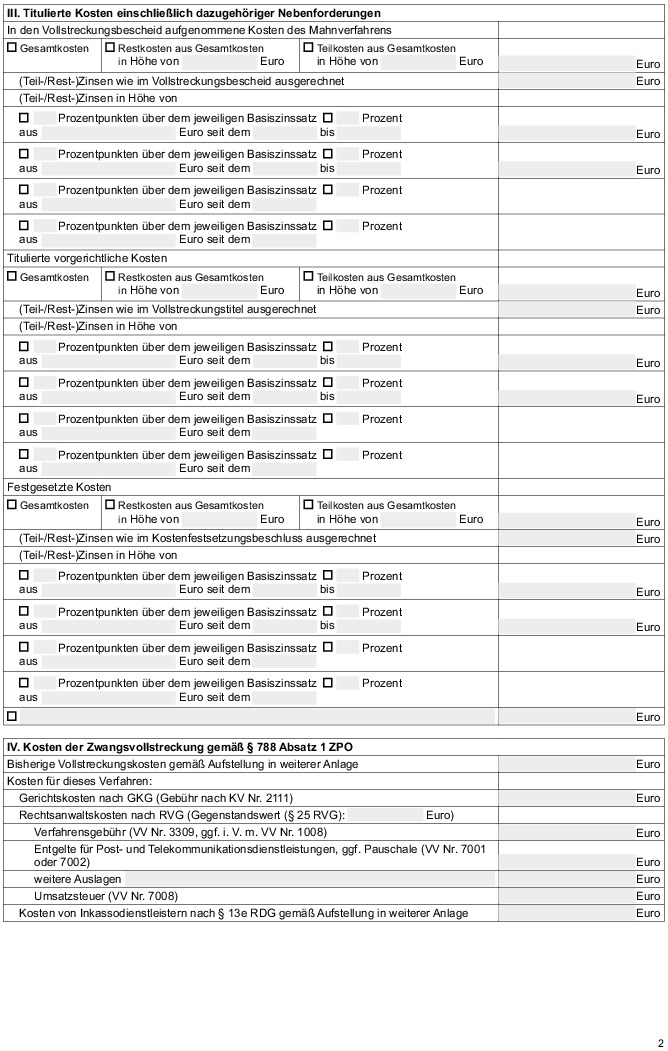 III. Titulierte Kosten einschließlich dazugehöriger Nebenforderungen
In den Vollstreckungsbescheid aufgenommene Kosten des Mahnverfahrens
Gesamtkosten Restkosten aus Gesamtkosten Teilkosten aus Gesamtkosten
in Höhe von Euro in Höhe von Euro Euro
(Teil-/Rest-)Zinsen wie im Vollstreckungsbescheid ausgerechnet Euro
(Teil-/Rest-)Zinsen in Höhe von
Prozentpunkten über dem jeweiligen Basiszinssatz Prozent
aus Euro seit dem bis Euro
Prozentpunkten über dem jeweiligen Basiszinssatz Prozent
aus Euro seit dem bis Euro
Prozentpunkten über dem jeweiligen Basiszinssatz Prozent
aus Euro seit dem
Prozentpunkten über dem jeweiligen Basiszinssatz Prozent
aus Euro seit dem
Titulierte vorgerichtliche Kosten
Gesamtkosten Restkosten aus Gesamtkosten Teilkosten aus Gesamtkosten
in Höhe von Euro in Höhe von Euro Euro
(Teil-/Rest-)Zinsen wie im Vollstreckungstitel ausgerechnet Euro
(Teil-/Rest-)Zinsen in Höhe von
Prozentpunkten über dem jeweiligen Basiszinssatz Prozent
aus Euro seit dem bis Euro
Prozentpunkten über dem jeweiligen Basiszinssatz Prozent
aus Euro seit dem bis Euro
Prozentpunkten über dem jeweiligen Basiszinssatz Prozent
aus Euro seit dem
Prozentpunkten über dem jeweiligen Basiszinssatz Prozent
aus Euro seit dem
Festgesetzte Kosten
Gesamtkosten Restkosten aus Gesamtkosten Teilkosten aus Gesamtkosten
in Höhe von Euro in Höhe von Euro Euro
(Teil-/Rest-)Zinsen wie im Kostenfestsetzungsbeschluss ausgerechnet Euro
(Teil-/Rest-)Zinsen in Höhe von
Prozentpunkten über dem jeweiligen Basiszinssatz Prozent
aus Euro seit dem bis Euro
Prozentpunkten über dem jeweiligen Basiszinssatz Prozent
aus Euro seit dem bis Euro
Prozentpunkten über dem jeweiligen Basiszinssatz Prozent
aus Euro seit dem
Prozentpunkten über dem jeweiligen Basiszinssatz Prozent
aus Euro seit dem
Euro
IV. Kosten der Zwangsvollstreckung gemäß § 788 Absatz 1 ZPO
Bisherige Vollstreckungskosten gemäß Aufstellung in weiterer Anlage Euro
Kosten für dieses Verfahren:
Gerichtskosten nach GKG (Gebühr nach KV Nr. 2111) Euro
Rechtsanwaltskosten nach RVG (Gegenstandswert (§ 25 RVG): Euro)
Verfahrensgebühr (VV Nr. 3309, ggf. i. V. m. VV Nr. 1008) Euro
Entgelte für Post- und Telekommunikationsdienstleistungen, ggf. Pauschale (VV Nr. 7001
oder 7002) Euro
weitere Auslagen Euro
Umsatzsteuer (VV Nr. 7008) Euro
Kosten von Inkassodienstleistern nach § 13e RDG gemäß Aufstellung in weiterer Anlage Euro
2